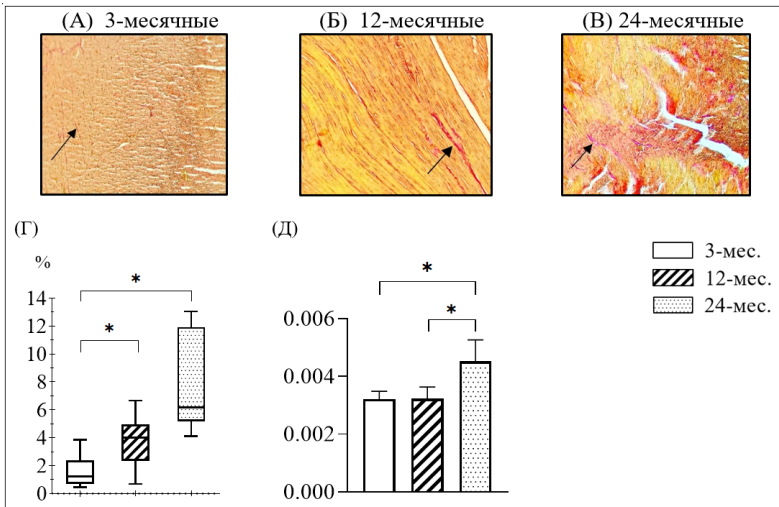 (А) 3-месячные
(Б) 12-месячные
(В) 24-месячные
(Г)
%
14
12
10
8
6
4
2
0
*
*
(Д)
0.006
0.004
0.002
0.000
*
*
3-мес.
12-мес.
24-мес.